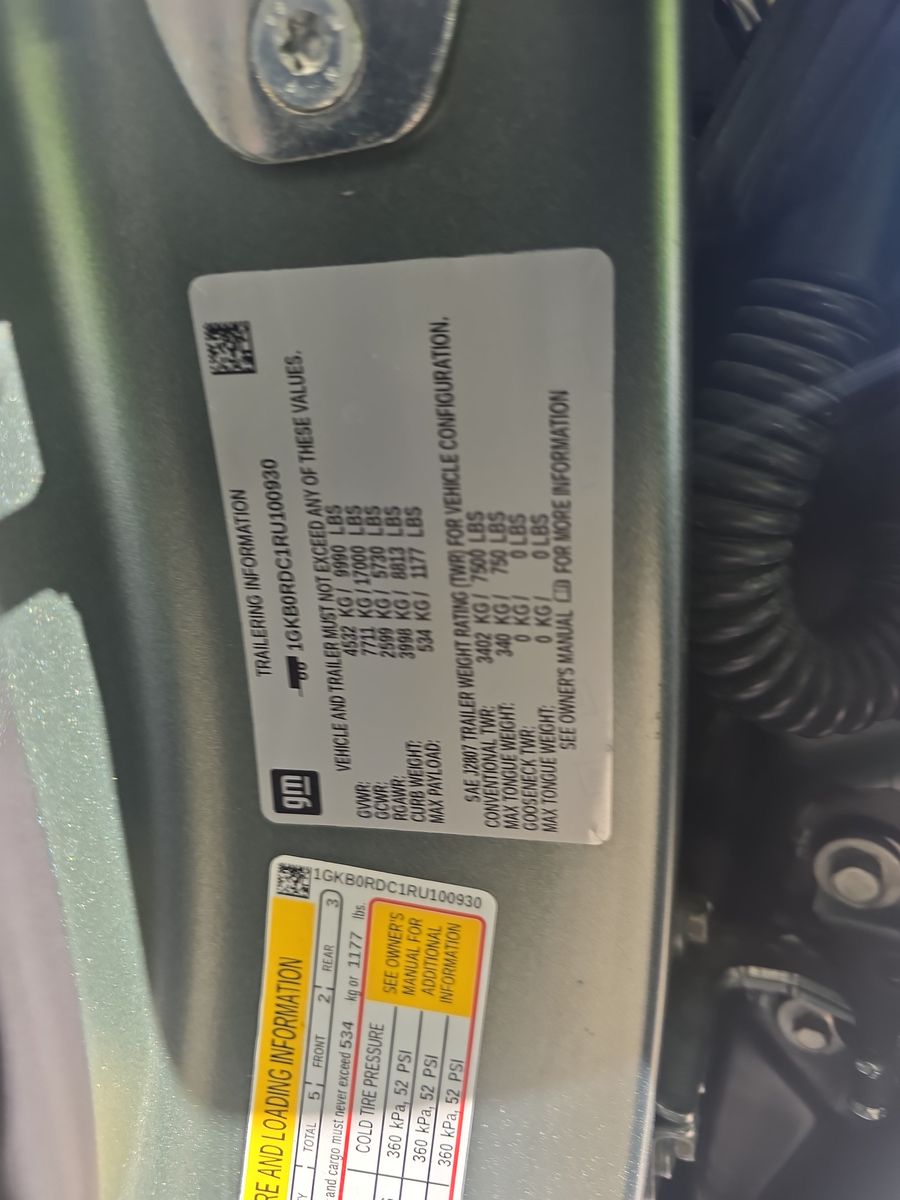 TRAILERING INFORMATION
1GKB0RDC1RU100930
gm
VEHICLE AND TRAILER MUST NOT EXCEED ANY OF THESE VALUES.
GVWR: 4532 KG / 9990 LBS
GCWR: 7711 KG / 17000 LBS
RGAWR: 2599 KG / 5730 LBS
CURB WEIGHT: 3998 KG / 8813 LBS
MAX PAYLOAD: 534 KG / 1177 LBS
SAE J2807 TRAILER WEIGHT RATING (TWR) FOR VEHICLE CONFIGURATION.
CONVENTIONAL TWR: 3402 KG / 7500 LBS
MAX TONGUE WEIGHT: 340 KG / 750 LBS
GOOSENECK TWR: 0 KG / 0 LBS
MAX TONGUE WEIGHT: 0 KG / 0 LBS
SEE OWNER'S MANUAL FOR MORE INFORMATION
RE AND LOADING INFORMATION
1GKB0RDC1RU100930
TY TOTAL 5 FRONT 2 REAR 3
and cargo must never exceed 534 kg or 1177 lbs.
COLD TIRE PRESSURE
360 kPa, 52 PSI
360 kPa, 52 PSI
360 kPa, 52 PSI
SEE OWNER'S
MANUAL FOR
ADDITIONAL
INFORMATION